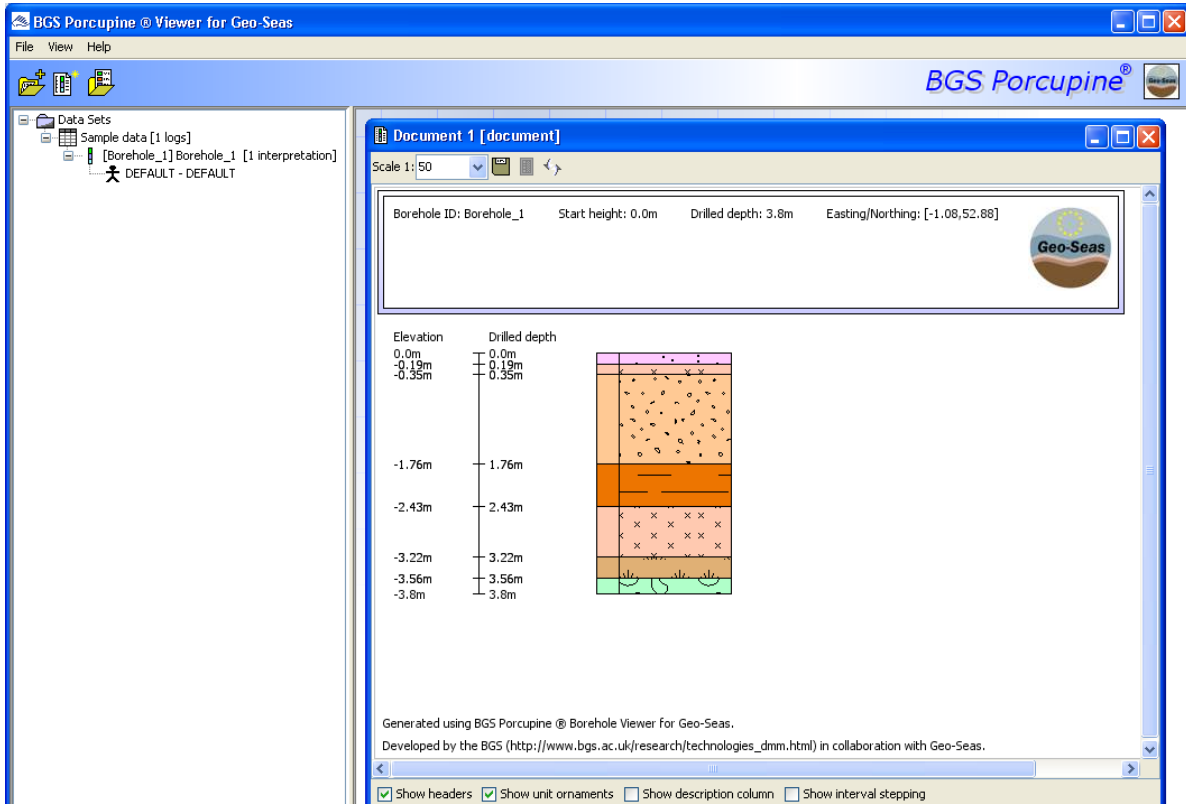 BGS Porcupine ® Viewer for Geo-Seas
File View Help
BGS Porcupine®
Geo-Seas
Data Sets
Sample data [1 logs]
[Borehole_1] Borehole_1 [1 interpretation]
DEFAULT - DEFAULT
Document 1 [document]
Scale 1: 50
Borehole ID: Borehole_1 Start height: 0.0m Drilled depth: 3.8m Easting/Northing: [-1.08,52.88]
Geo-Seas
Elevation Drilled depth
0.0m 0.0m
-0.19m 0.19m
-0.35m 0.35m
-1.76m 1.76m
-2.43m 2.43m
-3.22m 3.22m
-3.56m 3.56m
-3.8m 3.8m
Generated using BGS Porcupine ® Borehole Viewer for Geo-Seas.
Developed by the BGS (http://www.bgs.ac.uk/research/technologies_dmm.html) in collaboration with Geo-Seas.
Show headers Show unit ornaments Show description column Show interval stepping